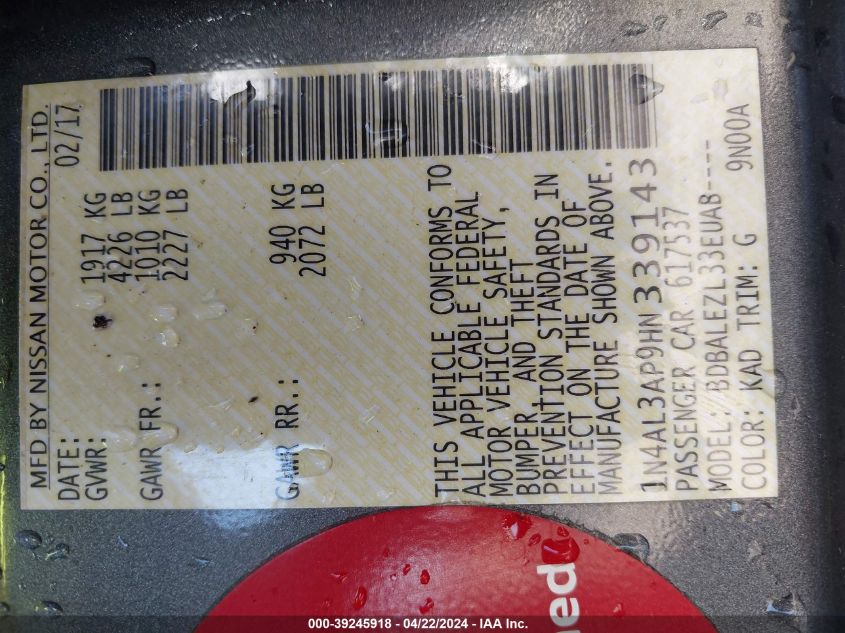 MFD BY NISSAN MOTOR CO., LTD.
DATE: 02/17
GVWR: 1917 KG
4226 LB
GAWR FR.: 1010 KG
2227 LB
GAWR RR.: 940 KG
2072 LB
THIS VEHICLE CONFORMS TO
ALL APPLICABLE FEDERAL
MOTOR VEHICLE SAFETY,
BUMPER AND THEFT
PREVENTION STANDARDS IN
EFFECT ON THE DATE OF
MANUFACTURE SHOWN ABOVE.
1N4AL3AP9HN339143
PASSENGER CAR 617537
MODEL: BDBALEZL33EUAB----
COLOR: KAD TRIM: G 9N00A
000-39245918 - 04/22/2024 - IAA Inc.